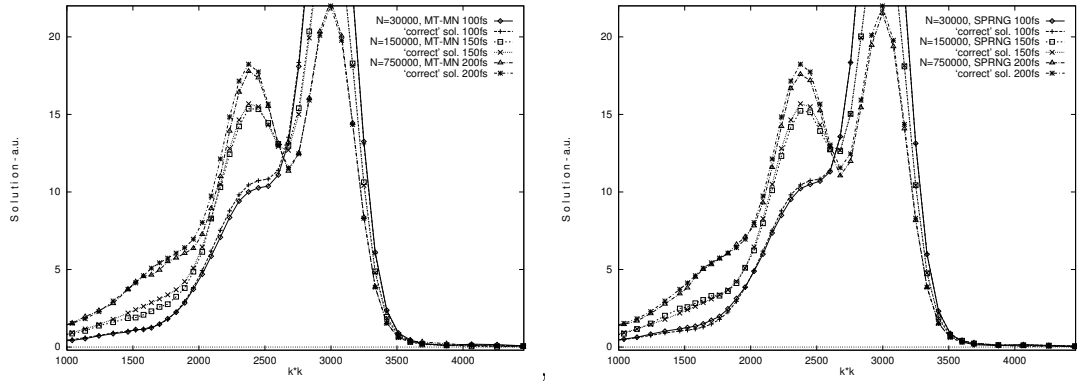 20
15
10
5
0
Solution-a.u.
N=30000, MT-MN 100fs
'correct' sol. 100fs
N=150000, MT-MN 150fs
'correct' sol. 150fs
N=750000, MT-MN 200fs
'correct' sol. 200fs
1000 1500 2000 2500 3000 3500 4000
k*k
,
20
15
10
5
0
Solution-a.u.
N=30000, SPRNG 100fs
'correct' sol. 100fs
N=150000, SPRNG 150fs
'correct' sol. 150fs
N=750000, SPRNG 200fs
'correct' sol. 200fs
1000 1500 2000 2500 3000 3500 4000
k*k